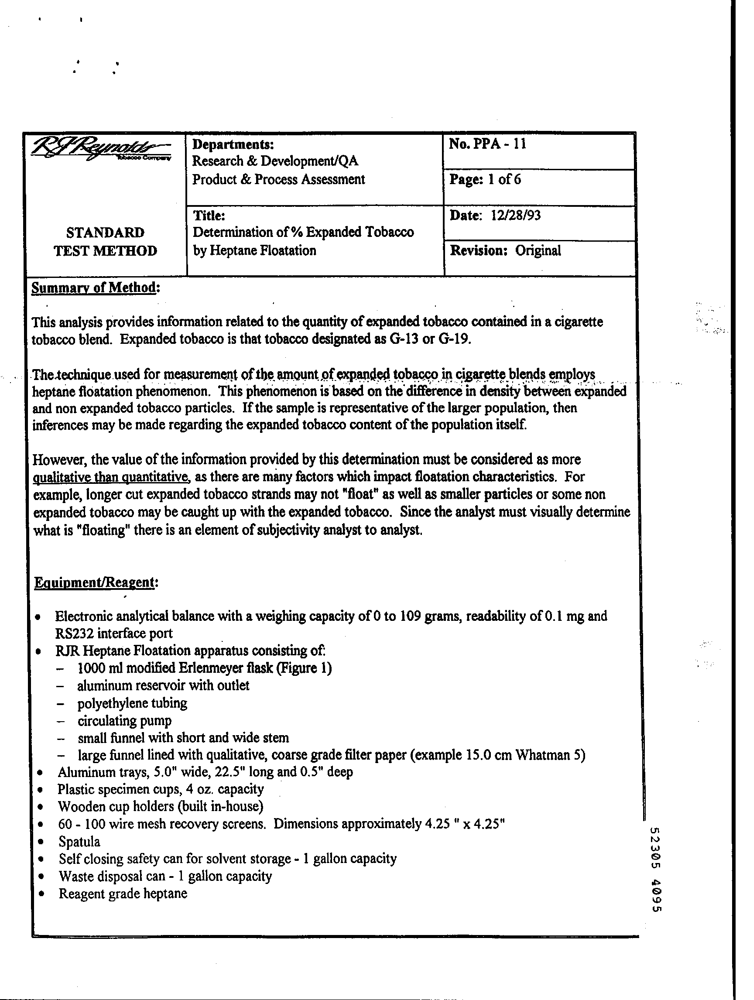 RJReynolds
Tobacco Company
STANDARD
TEST METHOD
Departments:
Research & Development/QA
Product & Process Assessment
No. PPA - 11
Page: 1 of 6
Title:
Determination of % Expanded Tobacco
by Heptane Floatation
Date: 12/28/93
Revision: Original
Summary of Method:
This analysis provides information related to the quantity of expanded tobacco contained in a cigarette
tobacco blend. Expanded tobacco is that tobacco designated as G-13 or G-19.
The technique used for measurement of the amount of expanded tobacco in cigarette blends employs
heptane floatation phenomenon. This phenomenon is based on the difference in density between expanded
and non expanded tobacco particles. If the sample is representative of the larger population, then
inferences may be made regarding the expanded tobacco content of the population itself.
However, the value of the information provided by this determination must be considered as more
qualitative than quantitative, as there are many factors which impact floatation characteristics. For
example, longer cut expanded tobacco strands may not "float" as well as smaller particles or some non
expanded tobacco may be caught up with the expanded tobacco. Since the analyst must visually determine
what is "floating" there is an element of subjectivity analyst to analyst.
Equipment/Reagent:
• Electronic analytical balance with a weighing capacity of 0 to 109 grams, readability of 0.1 mg and
RS232 interface port
• RJR Heptane Floatation apparatus consisting of:
– 1000 ml modified Erlenmeyer flask (Figure 1)
– aluminum reservoir with outlet
– polyethylene tubing
– circulating pump
– small funnel with short and wide stem
– large funnel lined with qualitative, coarse grade filter paper (example 15.0 cm Whatman 5)
• Aluminum trays, 5.0" wide, 22.5" long and 0.5" deep
• Plastic specimen cups, 4 oz. capacity
• Wooden cup holders (built in-house)
• 60 - 100 wire mesh recovery screens. Dimensions approximately 4.25 " x 4.25"
• Spatula
• Self closing safety can for solvent storage - 1 gallon capacity
• Waste disposal can - 1 gallon capacity
• Reagent grade heptane
52305 4095